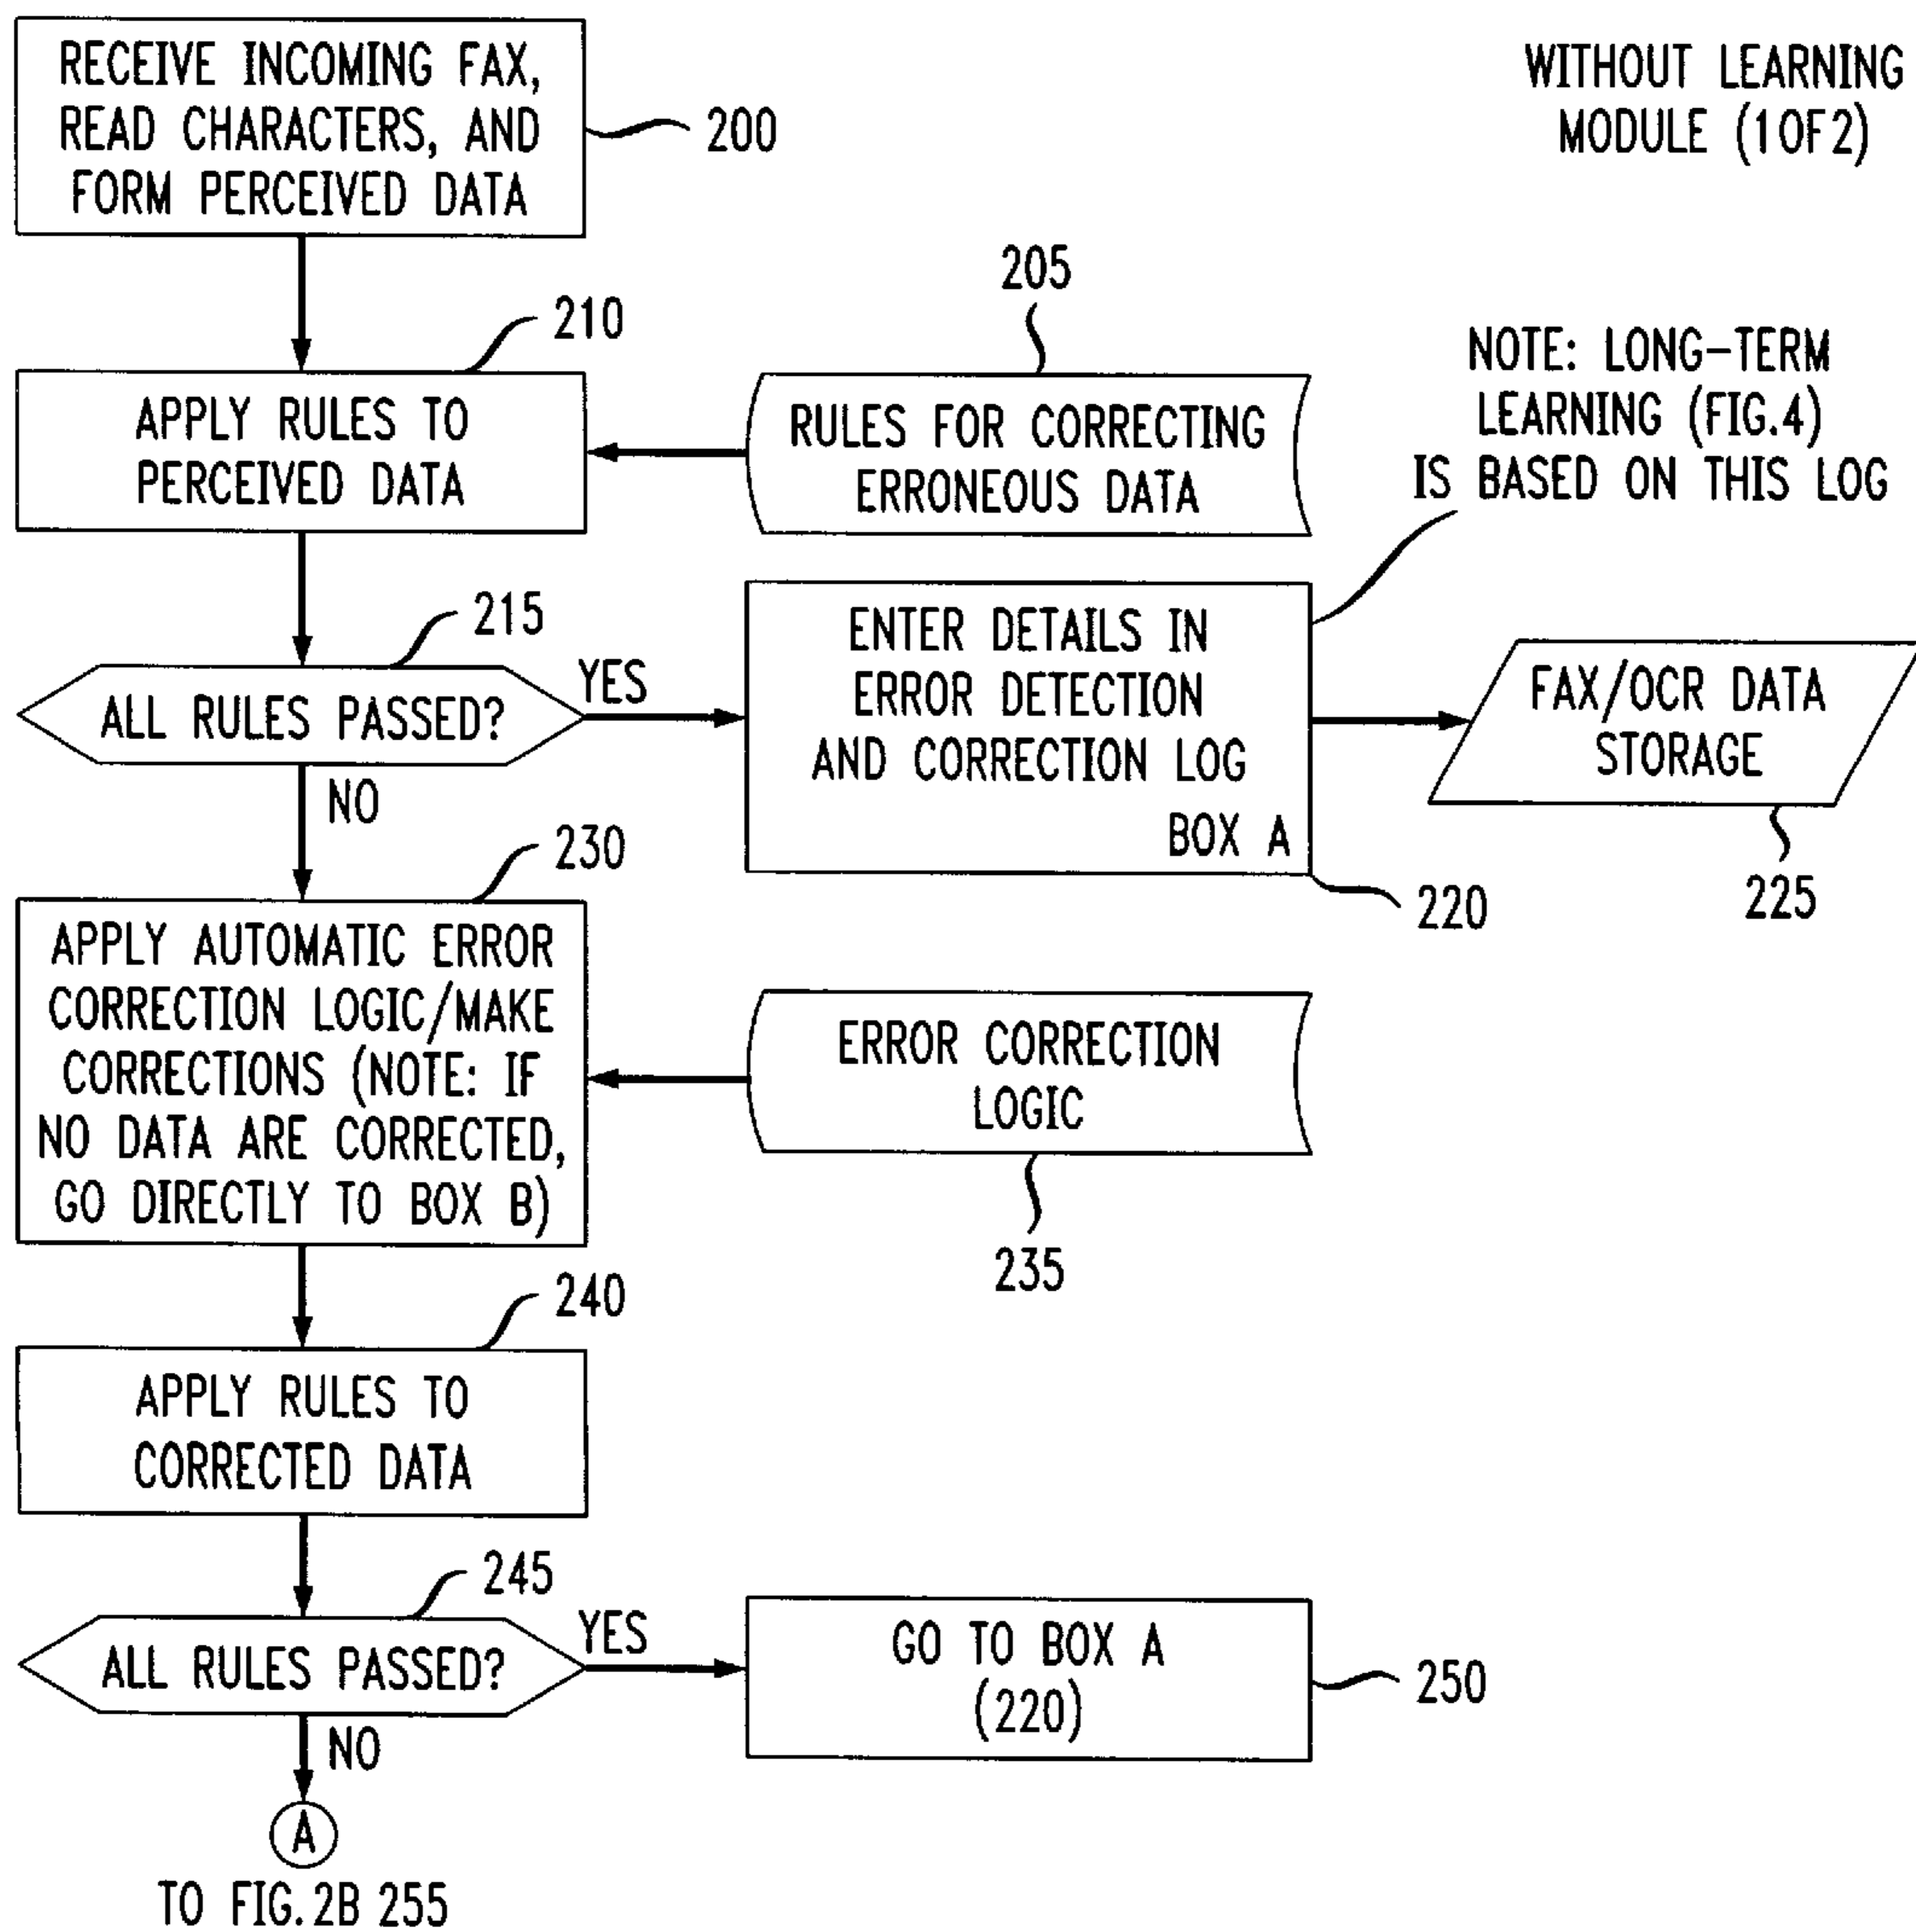 RECEIVE INCOMING FAX,
READ CHARACTERS, AND
FORM PERCEIVED DATA
200
WITHOUT LEARNING
MODULE (1OF2)
210
APPLY RULES TO
PERCEIVED DATA
205
RULES FOR CORRECTING
ERRONEOUS DATA
NOTE: LONG-TERM
LEARNING (FIG.4)
IS BASED ON THIS LOG
215
ALL RULES PASSED?
YES
NO
ENTER DETAILS IN
ERROR DETECTION
AND CORRECTION LOG
BOX A
220
FAX/OCR DATA
STORAGE
225
230
APPLY AUTOMATIC ERROR
CORRECTION LOGIC/MAKE
CORRECTIONS (NOTE: IF
NO DATA ARE CORRECTED,
GO DIRECTLY TO BOX B)
ERROR CORRECTION
LOGIC
235
240
APPLY RULES TO
CORRECTED DATA
245
ALL RULES PASSED?
YES
NO
GO TO BOX A
(220)
250
A
TO FIG.2B 255